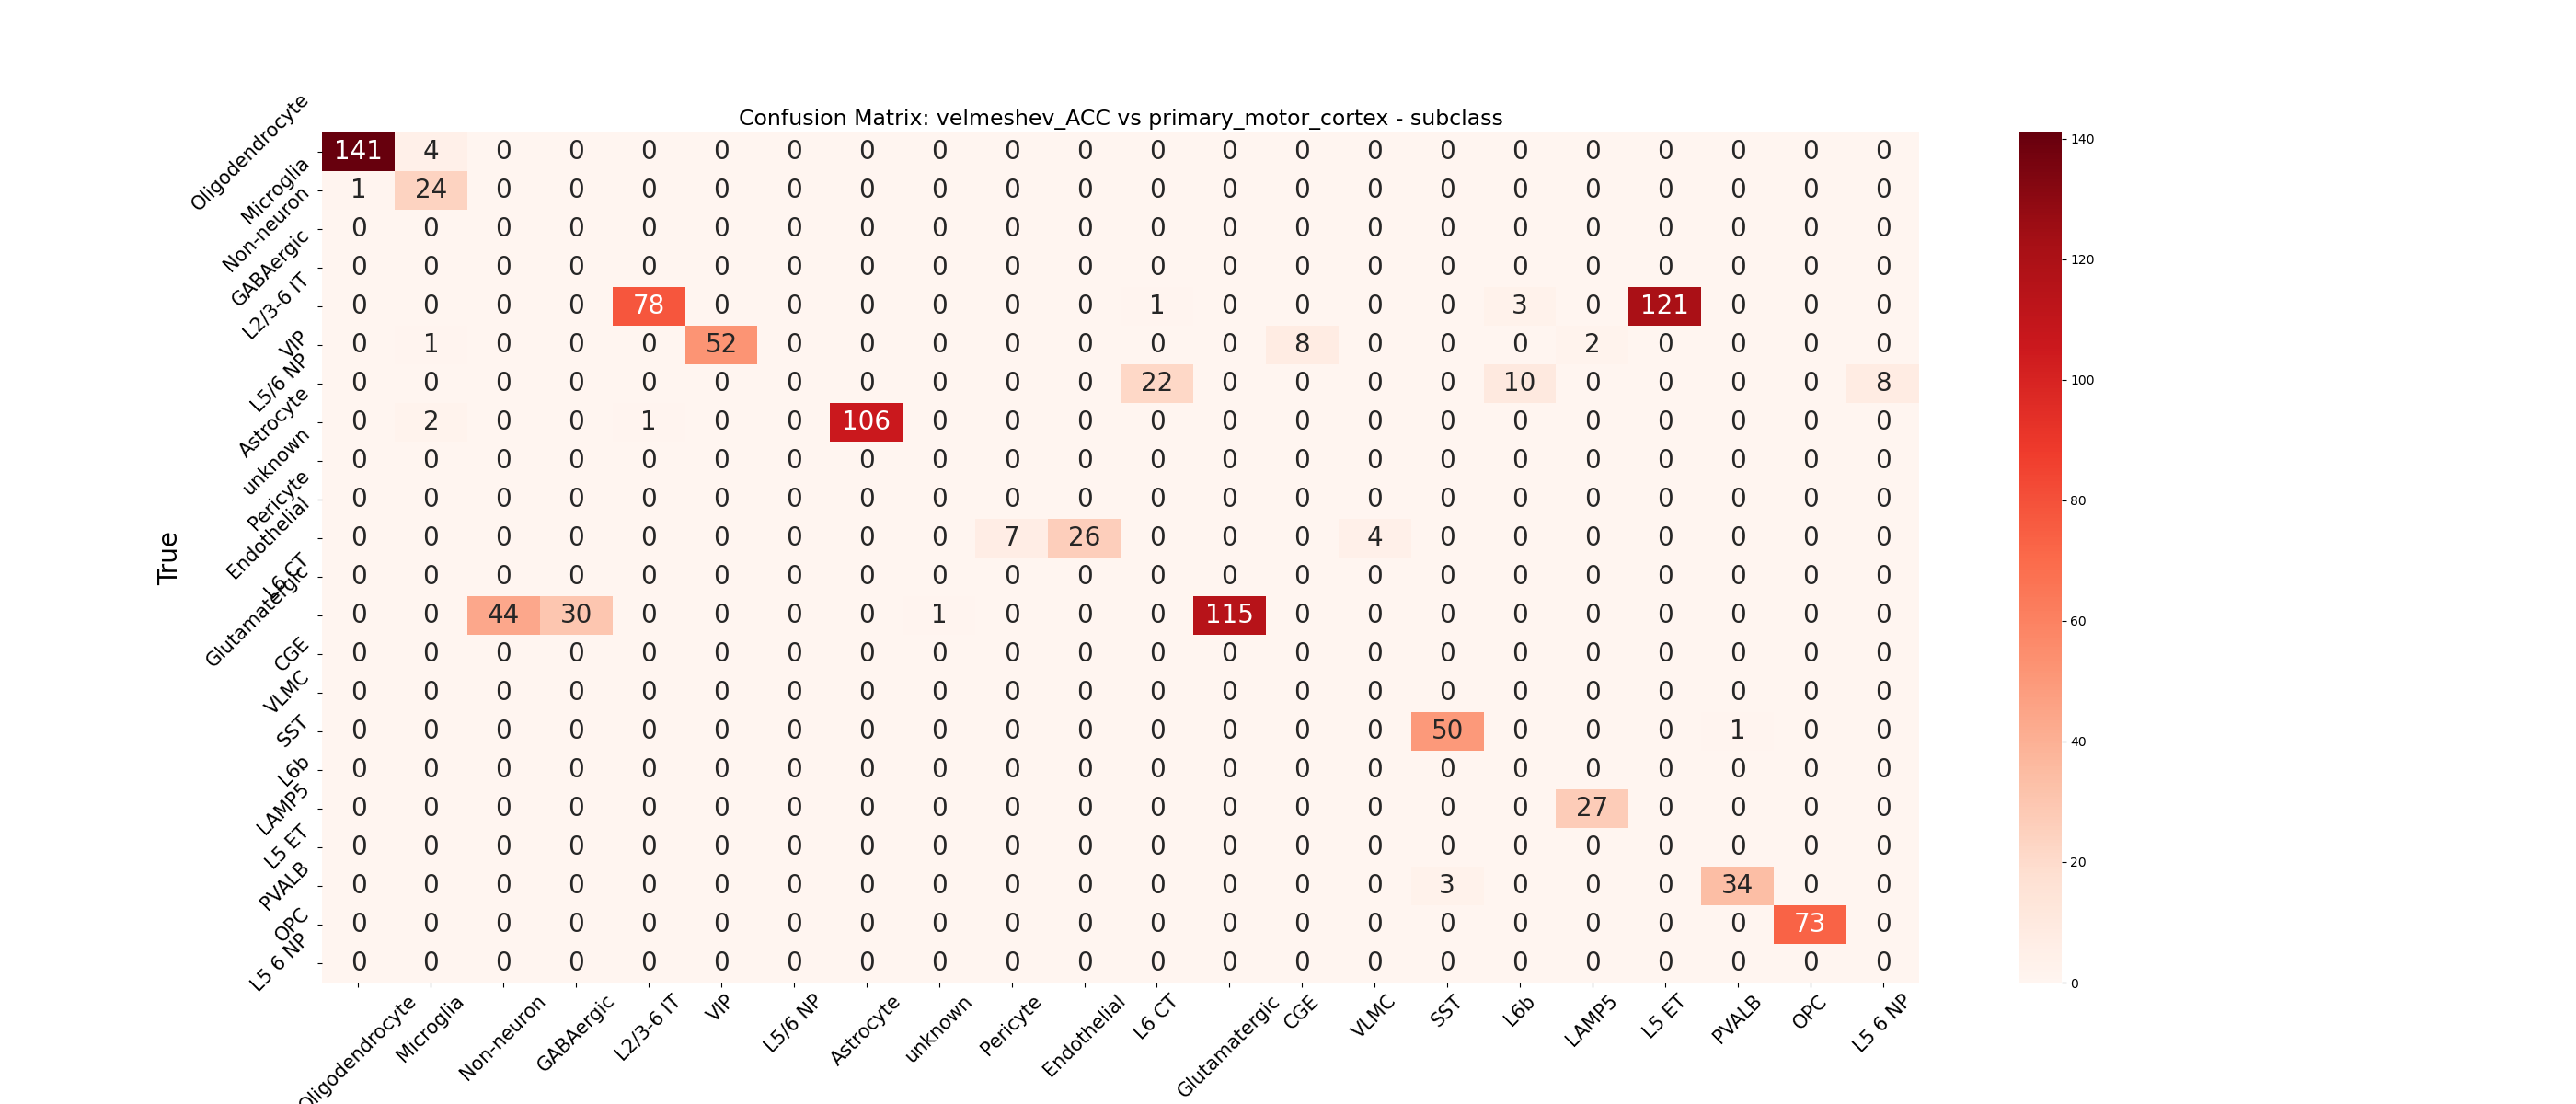 Confusion Matrix: velmeshev_ACC vs primary_motor_cortex - subclass
True
Oligodendrocyte 141 4 0 0 0 0 0 0 0 0 0 0 0 0 0 0 0 0 0 0 0 0
Microglia 1 24 0 0 0 0 0 0 0 0 0 0 0 0 0 0 0 0 0 0 0 0
Non-neuron 0 0 0 0 0 0 0 0 0 0 0 0 0 0 0 0 0 0 0 0 0 0
GABAergic 0 0 0 0 0 0 0 0 0 0 0 0 0 0 0 0 0 0 0 0 0 0
L2/3-6 IT 0 0 0 0 78 0 0 0 0 0 0 1 0 0 0 0 3 0 121 0 0 0
VIP 0 1 0 0 0 52 0 0 0 0 0 0 0 8 0 0 0 2 0 0 0 0
L5/6 NP 0 0 0 0 0 0 0 0 0 0 0 22 0 0 0 0 10 0 0 0 0 8
Astrocyte 0 2 0 0 1 0 0 106 0 0 0 0 0 0 0 0 0 0 0 0 0 0
unknown 0 0 0 0 0 0 0 0 0 0 0 0 0 0 0 0 0 0 0 0 0 0
Pericyte 0 0 0 0 0 0 0 0 0 0 0 0 0 0 0 0 0 0 0 0 0 0
Endothelial 0 0 0 0 0 0 0 0 0 7 26 0 0 0 4 0 0 0 0 0 0 0
L6 CT 0 0 0 0 0 0 0 0 0 0 0 0 0 0 0 0 0 0 0 0 0 0
Glutamatergic 0 0 44 30 0 0 0 0 1 0 0 0 115 0 0 0 0 0 0 0 0 0
CGE 0 0 0 0 0 0 0 0 0 0 0 0 0 0 0 0 0 0 0 0 0 0
VLMC 0 0 0 0 0 0 0 0 0 0 0 0 0 0 0 0 0 0 0 0 0 0
SST 0 0 0 0 0 0 0 0 0 0 0 0 0 0 0 50 0 0 0 1 0 0
L6b 0 0 0 0 0 0 0 0 0 0 0 0 0 0 0 0 0 0 0 0 0 0
LAMP5 0 0 0 0 0 0 0 0 0 0 0 0 0 0 0 0 0 27 0 0 0 0
L5 ET 0 0 0 0 0 0 0 0 0 0 0 0 0 0 0 0 0 0 0 0 0 0
PVALB 0 0 0 0 0 0 0 0 0 0 0 0 0 0 0 3 0 0 0 34 0 0
OPC 0 0 0 0 0 0 0 0 0 0 0 0 0 0 0 0 0 0 0 0 73 0
L5 6 NP 0 0 0 0 0 0 0 0 0 0 0 0 0 0 0 0 0 0 0 0 0 0
Oligodendrocyte Microglia Non-neuron GABAergic L2/3-6 IT VIP L5/6 NP Astrocyte unknown Pericyte Endothelial L6 CT Glutamatergic CGE VLMC SST L6b LAMP5 L5 ET PVALB OPC L5 6 NP
140
120
100
80
60
40
20
0